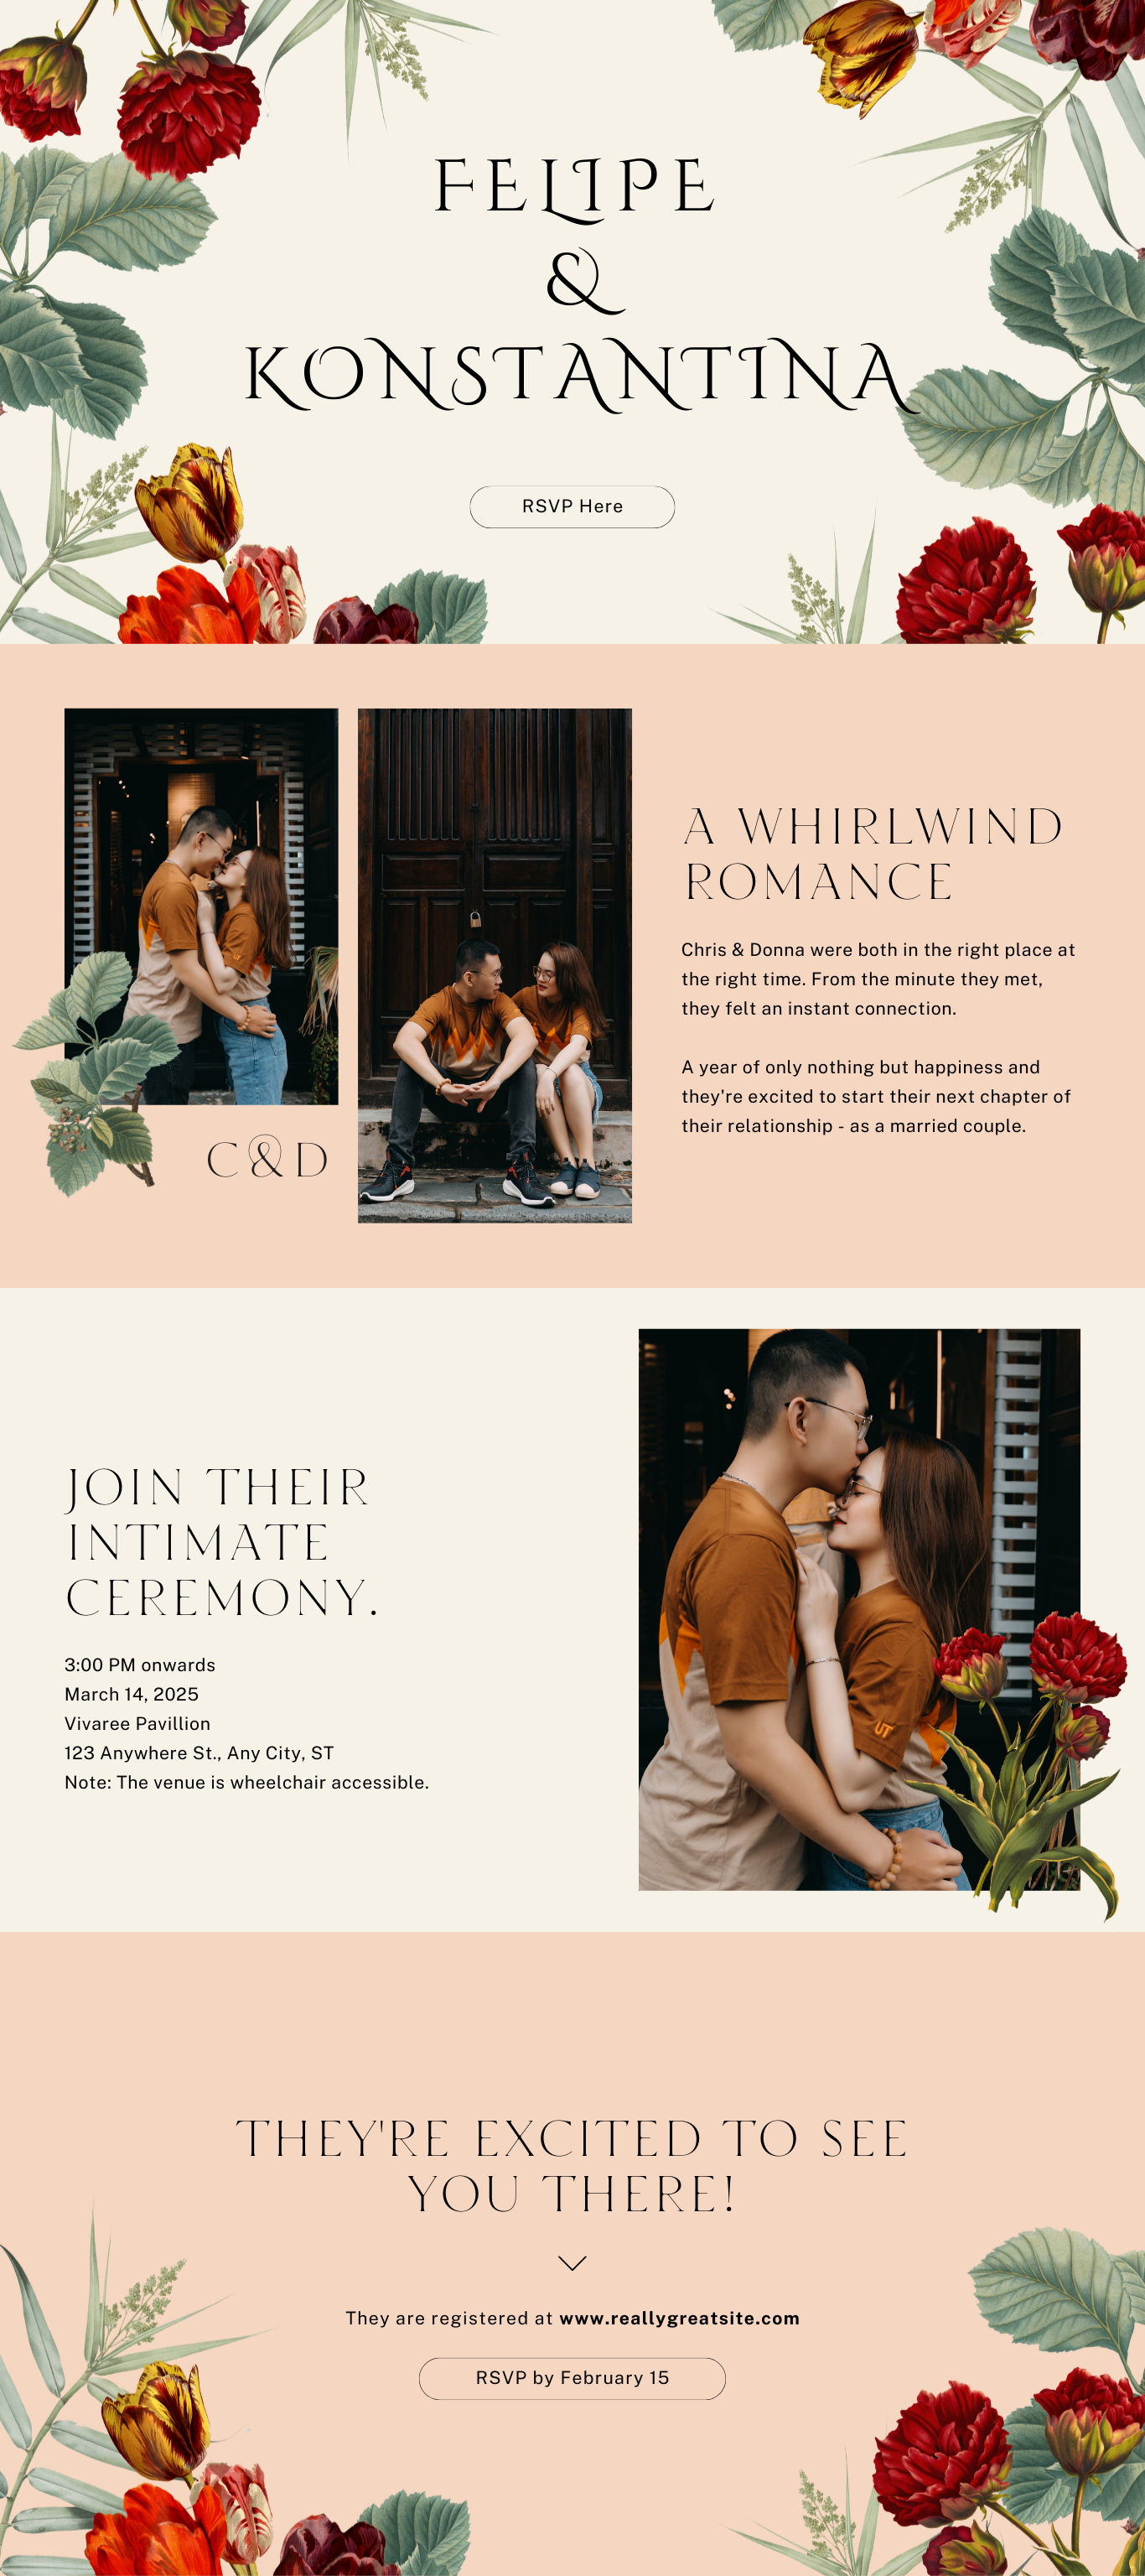 FELIPE
&
KONSTANTINA
RSVP Here
A WHIRLWIND
ROMANCE
Chris & Donna were both in the right place at
the right time. From the minute they met,
they felt an instant connection.
A year of only nothing but happiness and
they're excited to start their next chapter of
their relationship - as a married couple.
UT
C&D
JOIN THEIR
INTIMATE
CEREMONY.
3:00 PM onwards
March 14, 2025
Vivaree Pavillion
123 Anywhere St., Any City, ST
Note: The venue is wheelchair accessible.
UT
THEY'RE EXCITED TO SEE
YOU THERE!
They are registered at www.reallygreatsite.com
RSVP by February 15